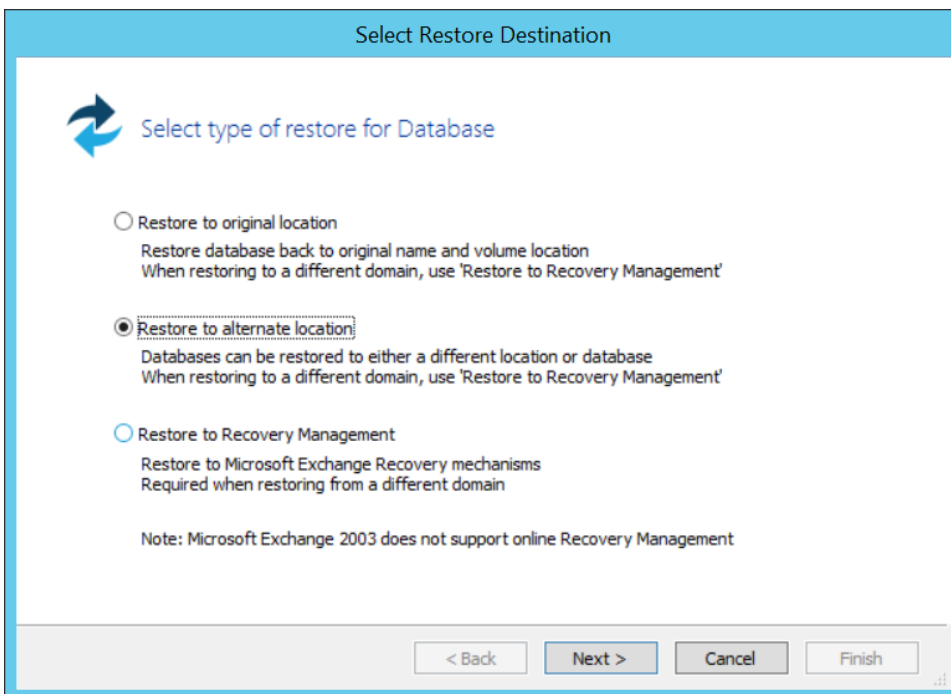 Select Restore Destination
Select type of restore for Database
Restore to original location
Restore database back to original name and volume location
When restoring to a different domain, use 'Restore to Recovery Management'
Restore to alternate location
Databases can be restored to either a different location or database
When restoring to a different domain, use 'Restore to Recovery Management'
Restore to Recovery Management
Restore to Microsoft Exchange Recovery mechanisms
Required when restoring from a different domain
Note: Microsoft Exchange 2003 does not support online Recovery Management
< Back Next > Cancel Finish